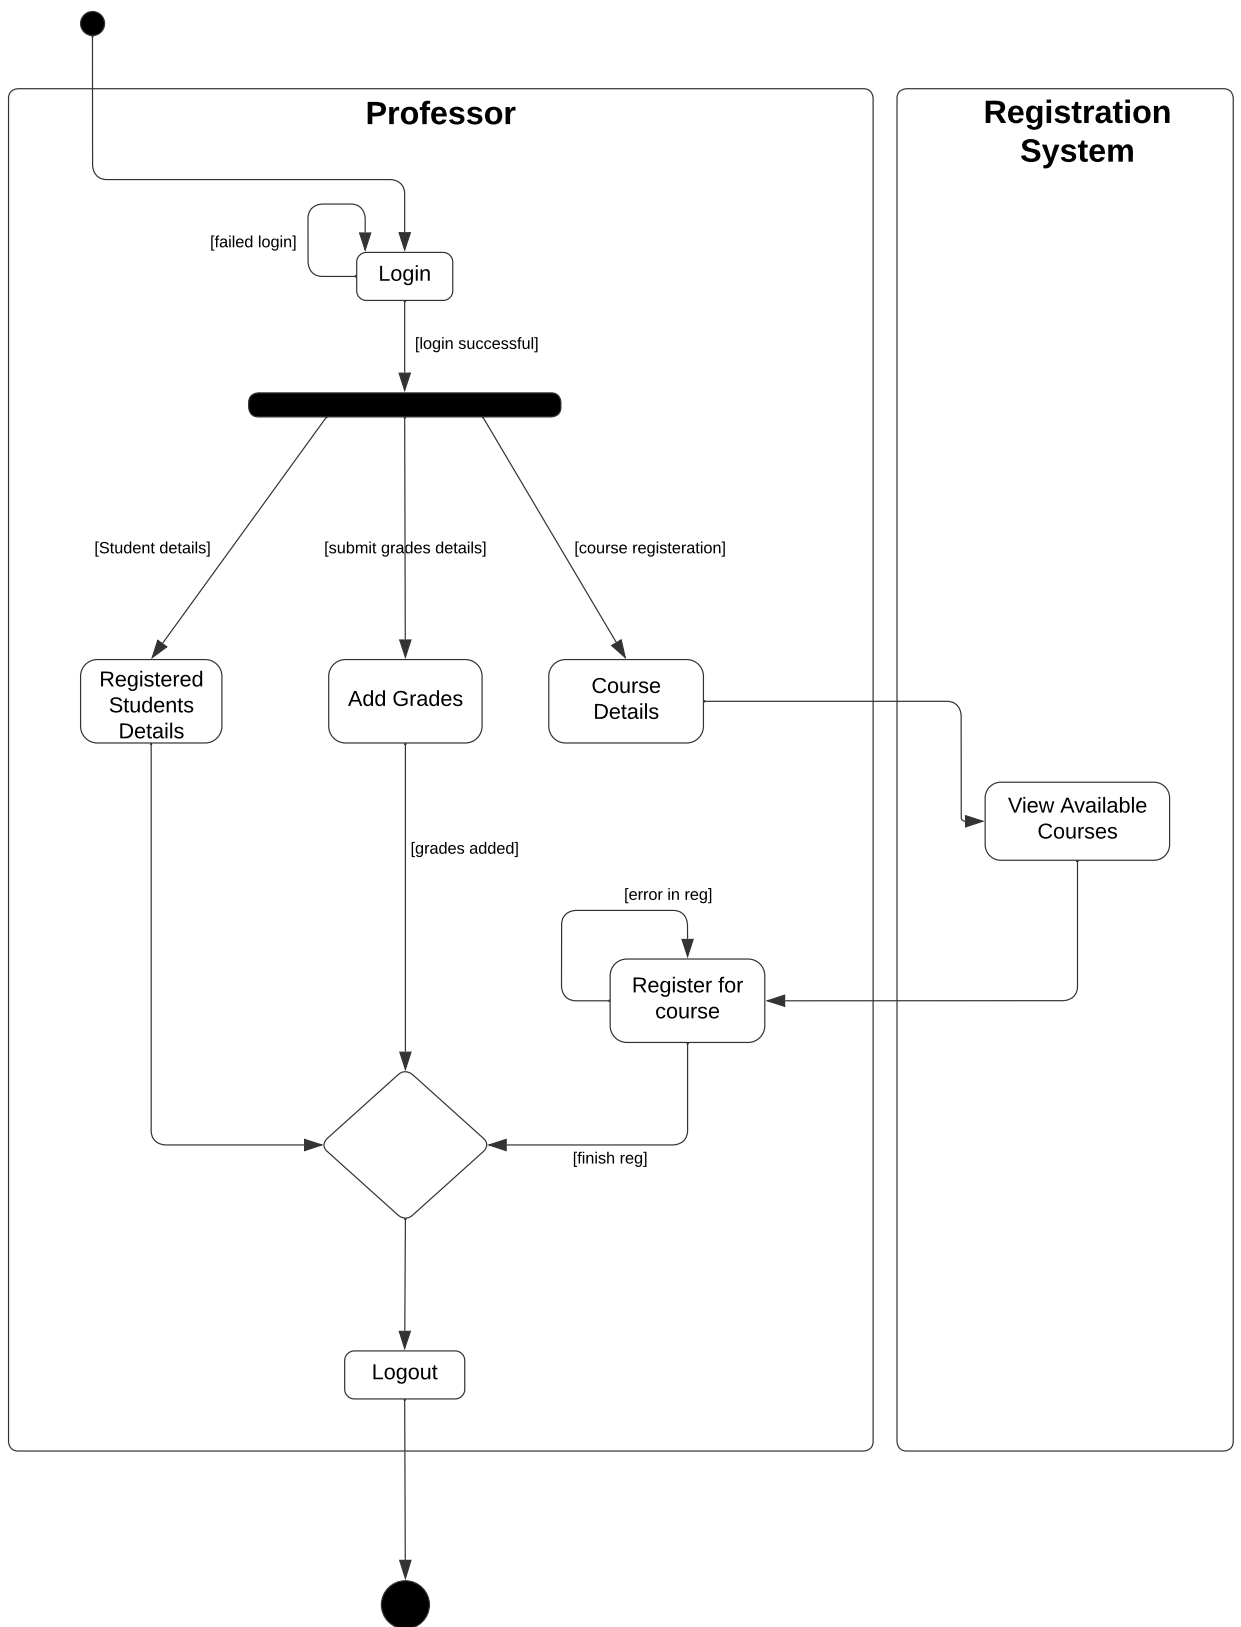 Professor
Registration
System
[failed login]
Login
[login successful]
[Student details]
[submit grades details]
[course registeration]
Registered
Students
Details
Add Grades
Course
Details
View Available
Courses
[grades added]
[error in reg]
Register for
course
[finish reg]
Logout